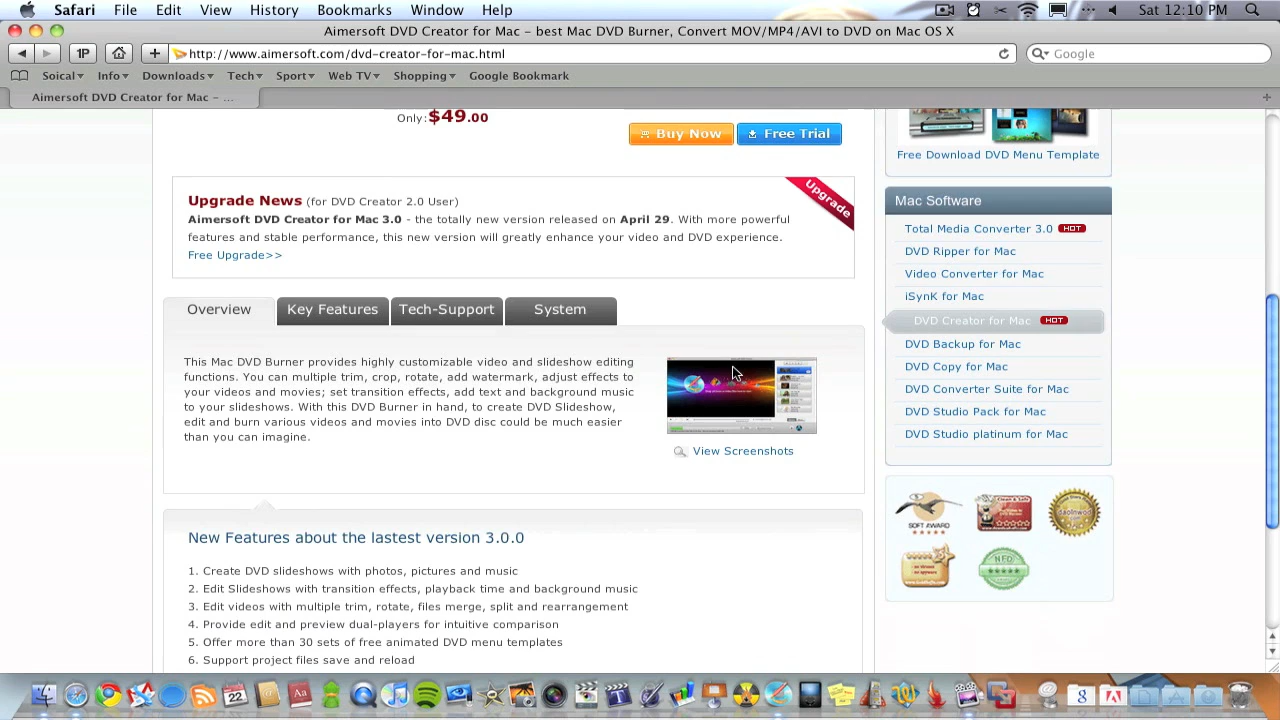 Safari File Edit View History Bookmarks Window Help Sat 12:10 PM
Aimersoft DVD Creator for Mac – best Mac DVD Burner, Convert MOV/MP4/AVI to DVD on Mac OS X
1P http://www.aimersoft.com/dvd-creator-for-mac.html Google
Soical Info Downloads Tech Sport Web TV Shopping Google Bookmark
Aimersoft DVD Creator for Mac – ...
Only: $49.00
Buy Now Free Trial
Upgrade News (for DVD Creator 2.0 User)
Upgrade
Aimersoft DVD Creator for Mac 3.0 - the totally new version released on April 29. With more powerful
features and stable performance, this new version will greatly enhance your video and DVD experience.
Free Upgrade>>
Overview Key Features Tech-Support System
This Mac DVD Burner provides highly customizable video and slideshow editing
functions. You can multiple trim, crop, rotate, add watermark, adjust effects to
your videos and movies; set transition effects, add text and background music
to your slideshows. With this DVD Burner in hand, to create DVD Slideshow,
edit and burn various videos and movies into DVD disc could be much easier
than you can imagine.
View Screenshots
New Features about the lastest version 3.0.0
1. Create DVD slideshows with photos, pictures and music
2. Edit Slideshows with transition effects, playback time and background music
3. Edit videos with multiple trim, rotate, files merge, split and rearrangement
4. Provide edit and preview dual-players for intuitive comparison
5. Offer more than 30 sets of free animated DVD menu templates
6. Support project files save and reload
Free Download DVD Menu Template
Mac Software
Total Media Converter 3.0 HOT
DVD Ripper for Mac
Video Converter for Mac
iSynK for Mac
DVD Creator for Mac HOT
DVD Backup for Mac
DVD Copy for Mac
DVD Converter Suite for Mac
DVD Studio Pack for Mac
DVD Studio platinum for Mac
SOFT AWARD
Clean & Safe
daolnwod
NFD
22